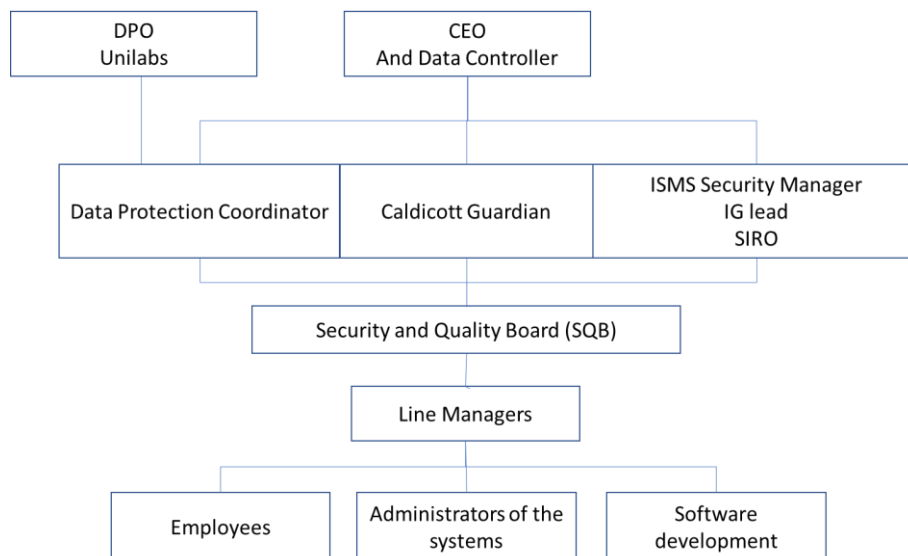 DPO
Unilabs
CEO
And Data Controller
Data Protection Coordinator
Caldicott Guardian
ISMS Security Manager
IG lead
SIRO
Security and Quality Board (SQB)
Line Managers
Employees
Administrators of the
systems
Software
development